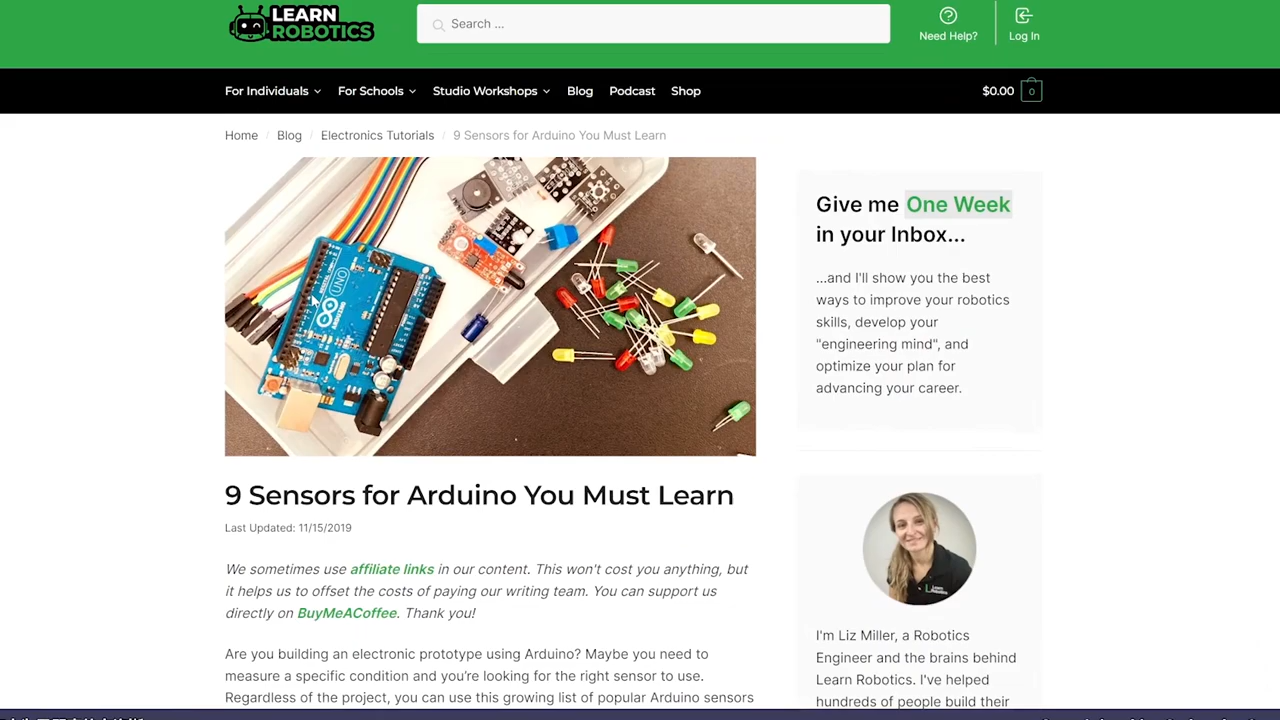 LEARN
ROBOTICS
Search ...
Need Help?
Log In
For Individuals
For Schools
Studio Workshops
Blog
Podcast
Shop
$0.00
0
Home / Blog / Electronics Tutorials / 9 Sensors for Arduino You Must Learn
UNO
Give me One Week
in your Inbox...
...and I'll show you the best
ways to improve your robotics
skills, develop your
"engineering mind", and
optimize your plan for
advancing your career.
9 Sensors for Arduino You Must Learn
Last Updated: 11/15/2019
We sometimes use affiliate links in our content. This won't cost you anything, but
it helps us to offset the costs of paying our writing team. You can support us
directly on BuyMeACoffee. Thank you!
Are you building an electronic prototype using Arduino? Maybe you need to
measure a specific condition and you're looking for the right sensor to use.
Regardless of the project, you can use this growing list of popular Arduino sensors
I'm Liz Miller, a Robotics
Engineer and the brains behind
Learn Robotics. I've helped
hundreds of people build their